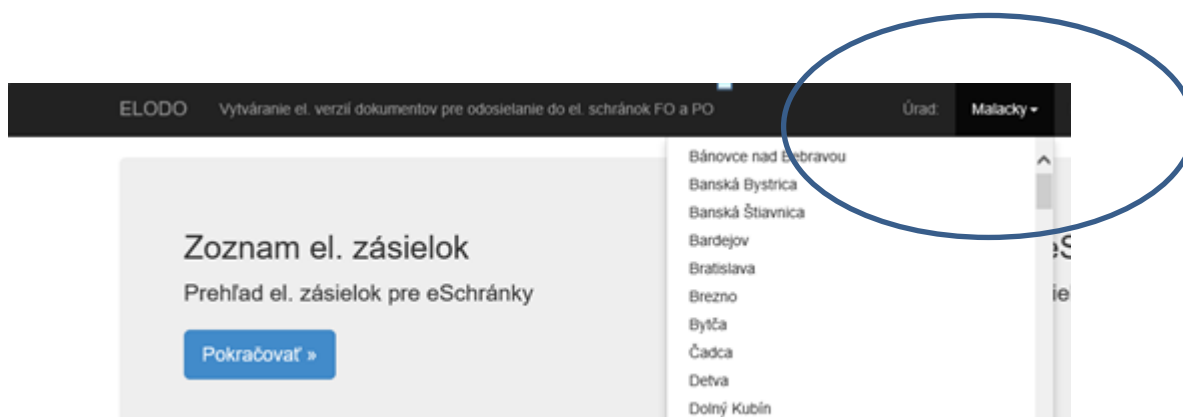 ELODO Vytváranie el. verzií dokumentov pre odosielanie do el. schránok FO a PO Úrad: Malacky
Bánovce nad Bebravou
Banská Bystrica
Banská Štiavnica
Bardejov
Bratislava
Brezno
Bytča
Čadca
Detva
Dolný Kubín
Zoznam el. zásielok
Prehľad el. zásielok pre eSchránky
Pokračovať »